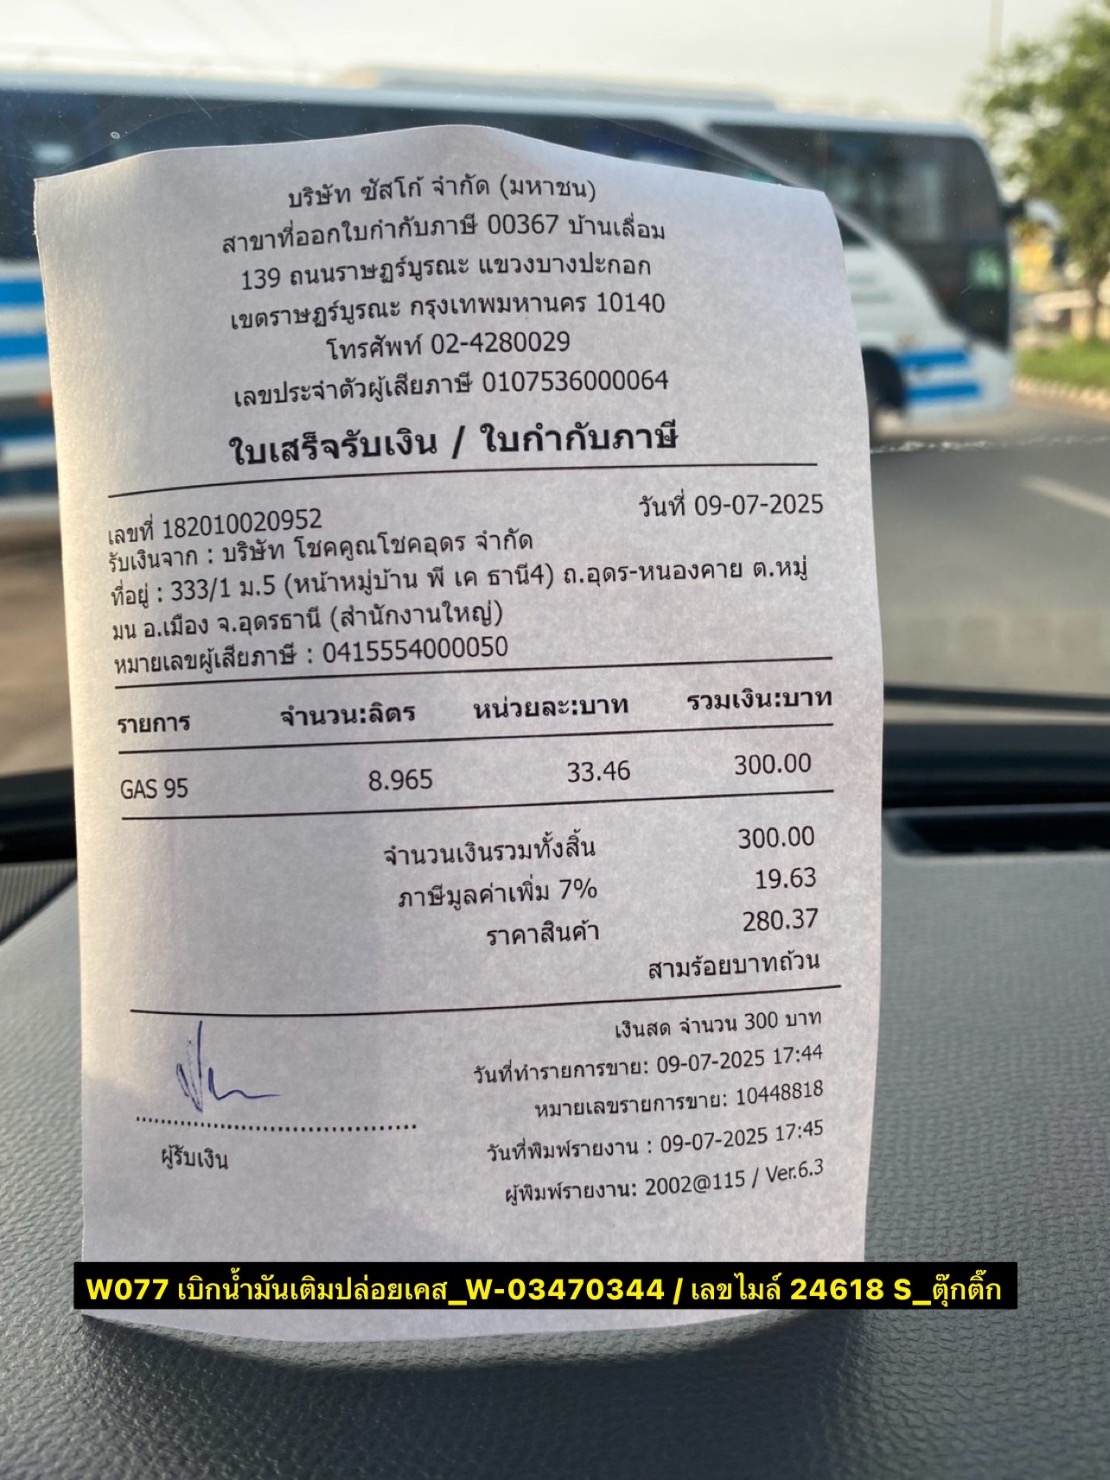 บริษัท ซัสโก้ จำกัด (มหาชน)
สาขาที่ออกใบกำกับภาษี 00367 บ้านเลื่อม
139 ถนนราษฎร์บูรณะ แขวงบางปะกอก
เขตราษฎร์บูรณะ กรุงเทพมหานคร 10140
โทรศัพท์ 02-4280029
เลขประจำตัวผู้เสียภาษี 0107536000064
ใบเสร็จรับเงิน / ใบกำกับภาษี
เลขที่ 182010020952 วันที่ 09-07-2025
รับเงินจาก : บริษัท โชคคูณโชคอุดร จำกัด
ที่อยู่ : 333/1 ม.5 (หน้าหมู่บ้าน พี เค ธานี4) ถ.อุดร-หนองคาย ต.หมู่
มน อ.เมือง จ.อุดรธานี (สำนักงานใหญ่)
หมายเลขผู้เสียภาษี : 0415554000050
รายการ จำนวน:ลิตร หน่วยละ:บาท รวมเงิน:บาท
GAS 95 8.965 33.46 300.00
จำนวนเงินรวมทั้งสิ้น 300.00
ภาษีมูลค่าเพิ่ม 7% 19.63
ราคาสินค้า 280.37
สามร้อยบาทถ้วน
เงินสด จำนวน 300 บาท
วันที่ทำรายการขาย: 09-07-2025 17:44
หมายเลขรายการขาย: 10448818
วันที่พิมพ์รายงาน : 09-07-2025 17:45
ผู้รับเงิน
ผู้พิมพ์รายงาน: 2002@115 / Ver.6.3
W077 เบิกน้ำมันเติมปล่อยเคส_W-03470344 / เลขไมล์ 24618 S_ตุ๊กติ๊ก